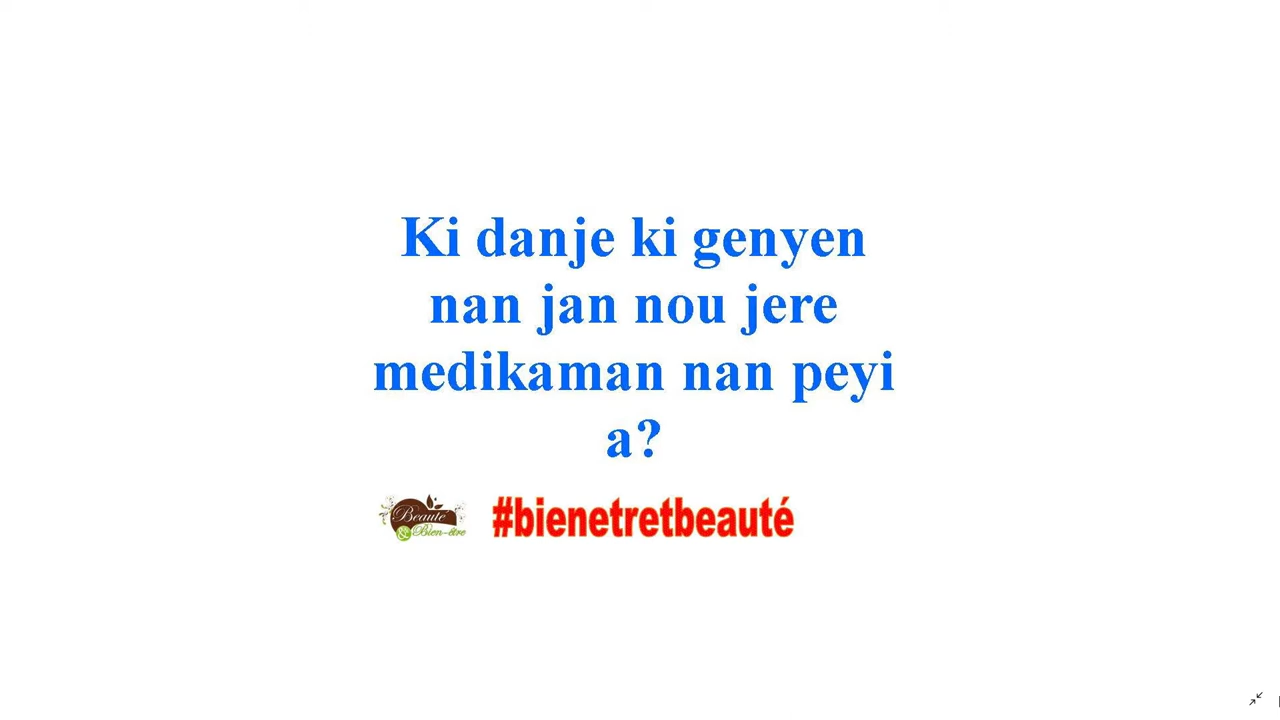 Ki danje ki genyen
nan jan nou jere
medikaman nan peyi
a?
Beauté
& Bien-être
#bienetretbeauté